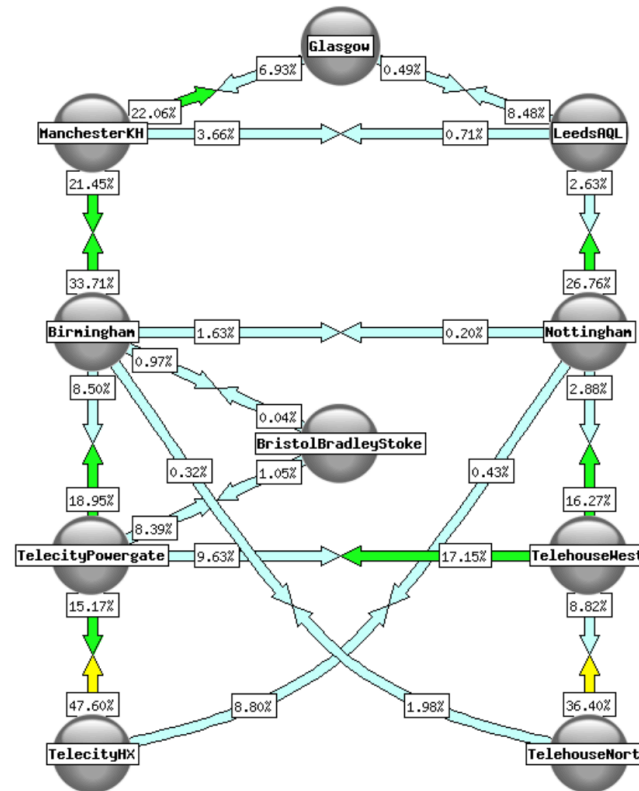 Glasgow
6.93% 0.49%
22.06% 8.48%
ManchesterKH 3.66% 0.71% LeedsAQL
21.45% 2.63%
33.71% 26.76%
Birmingham 1.63% 0.20% Nottingham
0.97%
8.50% 2.88%
0.04%
BristolBradleyStoke
0.32% 1.05% 0.43%
18.95% 16.27%
8.39%
TelecityPowergate 9.63% 17.15% TelehouseWest
15.17% 8.82%
47.60% 8.80% 1.98% 36.40%
TelecityHX TelehouseNort